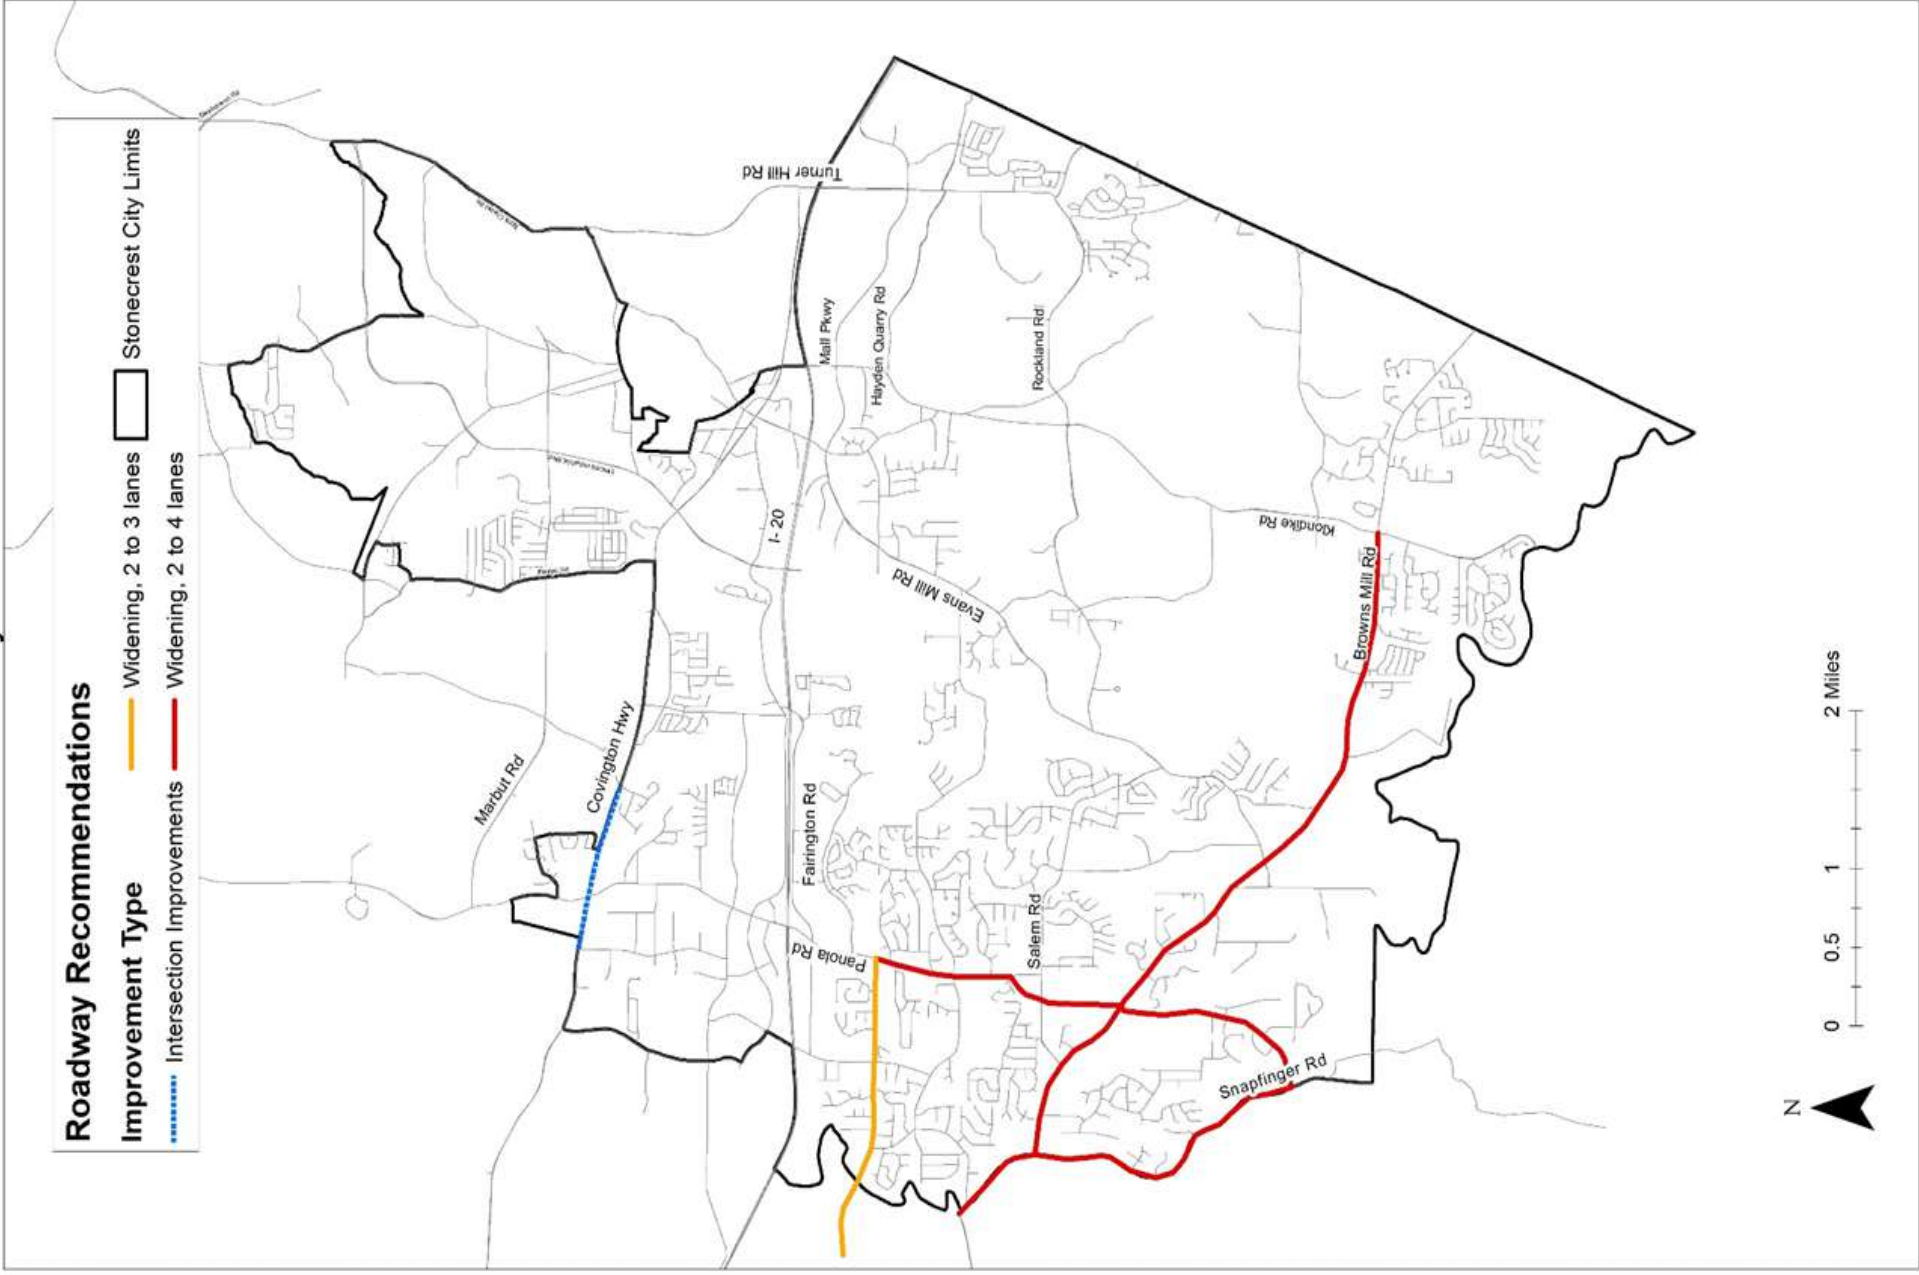 Roadway Recommendations
Improvement Type
Intersection Improvements
Widening, 2 to 3 lanes
Widening, 2 to 4 lanes
Stonecrest City Limits
Turner Hill Rd
Mall Pkwy
Hayden Quarry Rd
Rockland Rd
I-20
Klondike Rd
Evans Mill Rd
Browns Mill Rd
Marbut Rd
Covington Hwy
Fairington Rd
Panola Rd
Salem Rd
Snapfinger Rd
N
0 0.5 1 2 Miles